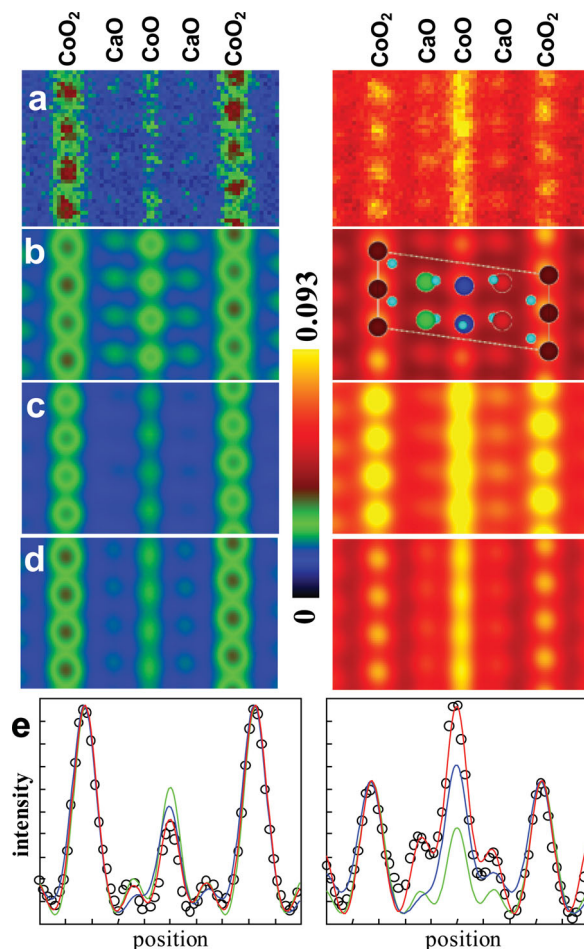 CoO₂ CaO CoO CaO CoO₂
CoO₂ CaO CoO CaO CoO₂
a
b
0.093
c
d
0
e
intensity
position
position